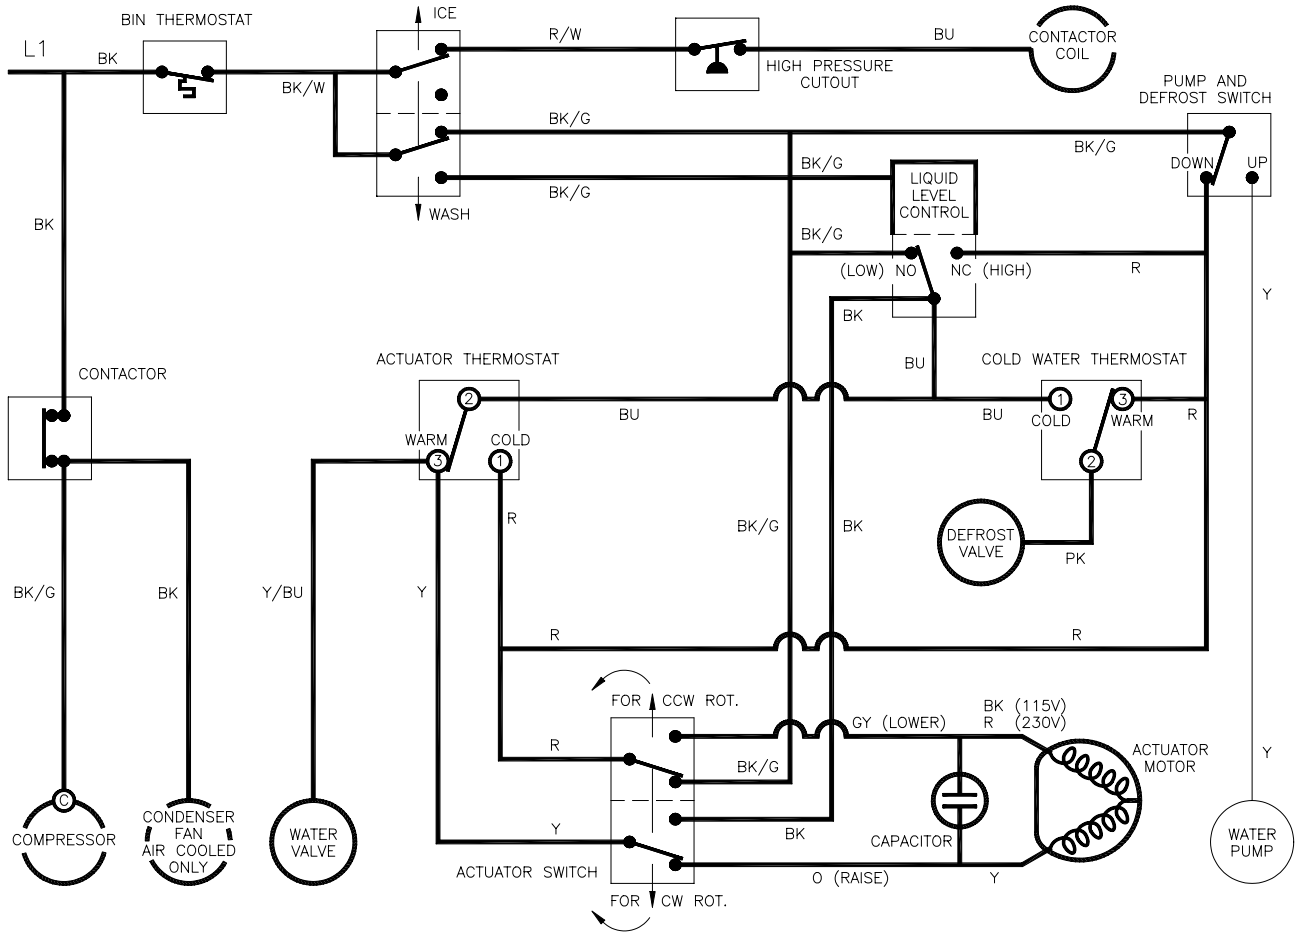 BIN THERMOSTAT
ICE
L1
BK
BK/W
R/W
BU
HIGH PRESSURE
CUTOUT
CONTACTOR
COIL
PUMP AND
DEFROST SWITCH
BK/G
BK/G
DOWN
UP
BK/G
BK/G
LIQUID
LEVEL
CONTROL
WASH
BK
BK/G
(LOW) NO
NC (HIGH)
R
Y
BK
ACTUATOR THERMOSTAT
BU
COLD WATER THERMOSTAT
CONTACTOR
2
BU
BU
1
3
R
COLD
WARM
WARM
COLD
3
1
2
R
BK/G
BK
DEFROST
VALVE
PK
BK/G
BK
Y/BU
Y
R
R
FOR CCW ROT.
GY (LOWER)
BK (115V)
R (230V)
R
BK/G
ACTUATOR
MOTOR
Y
C
COMPRESSOR
CONDENSER
FAN
AIR COOLED
ONLY
WATER
VALVE
Y
BK
CAPACITOR
WATER
PUMP
ACTUATOR SWITCH
O (RAISE)
Y
FOR CW ROT.